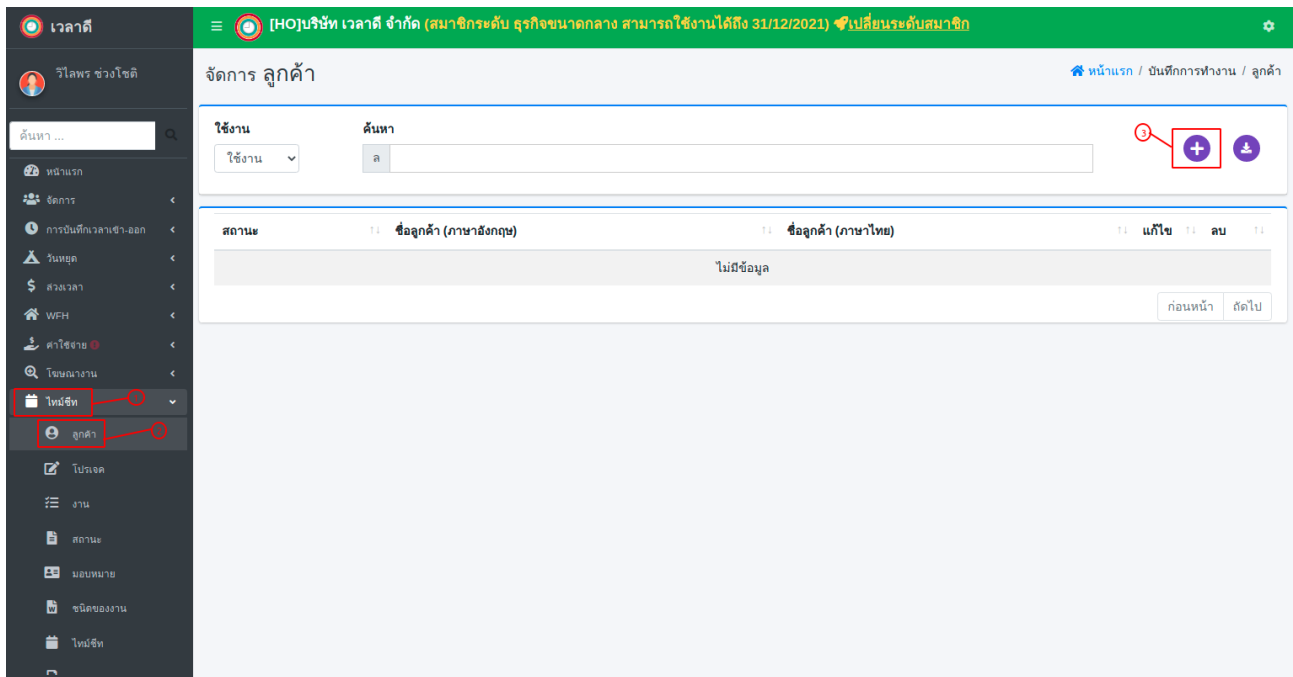 เวลาดี
[HO]บริษัท เวลาดี จำกัด (สมาชิกระดับ ธุรกิจขนาดกลาง สามารถใช้งานได้ถึง 31/12/2021) เปลี่ยนระดับสมาชิก
วิไลพร ช่วงโชติ
จัดการ ลูกค้า
หน้าแรก / บันทึกการทำงาน / ลูกค้า
ค้นหา ...
ใช้งาน
ค้นหา
ใช้งาน
ล
3
หน้าแรก
จัดการ
การบันทึกเวลาเข้า-ออก
วันหยุด
ล่วงเวลา
WFH
ค่าใช้จ่าย
โฆษณางาน
ไทม์ชีท
1
ลูกค้า
2
โปรเจค
งาน
สถานะ
มอบหมาย
ชนิดของงาน
ไทม์ชีท
สถานะ ชื่อลูกค้า (ภาษาอังกฤษ) ชื่อลูกค้า (ภาษาไทย) แก้ไข ลบ
ไม่มีข้อมูล
ก่อนหน้า ถัดไป